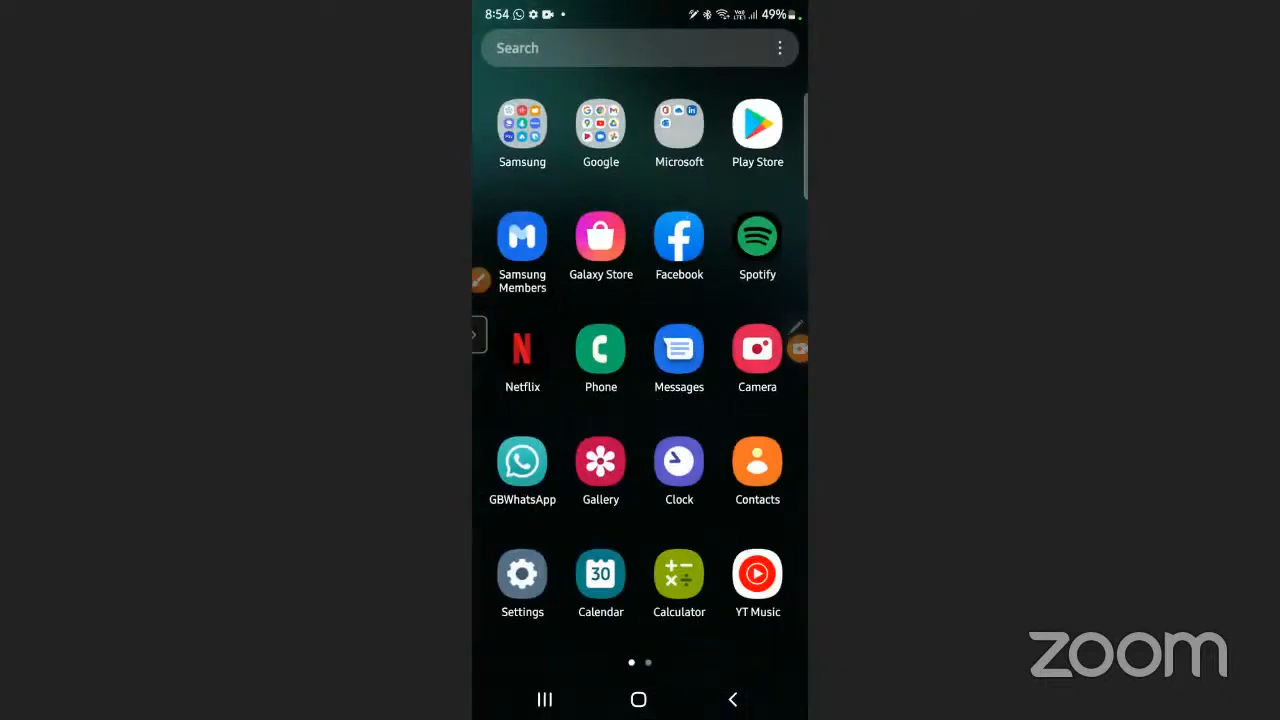 8:54
49%
Search
Samsung
Google
Microsoft
Play Store
Samsung
Members
Galaxy Store
Facebook
Spotify
N
Netflix
Phone
Messages
Camera
GBWhatsApp
Gallery
Clock
Contacts
30
Settings
Calendar
Calculator
YT Music
zoom